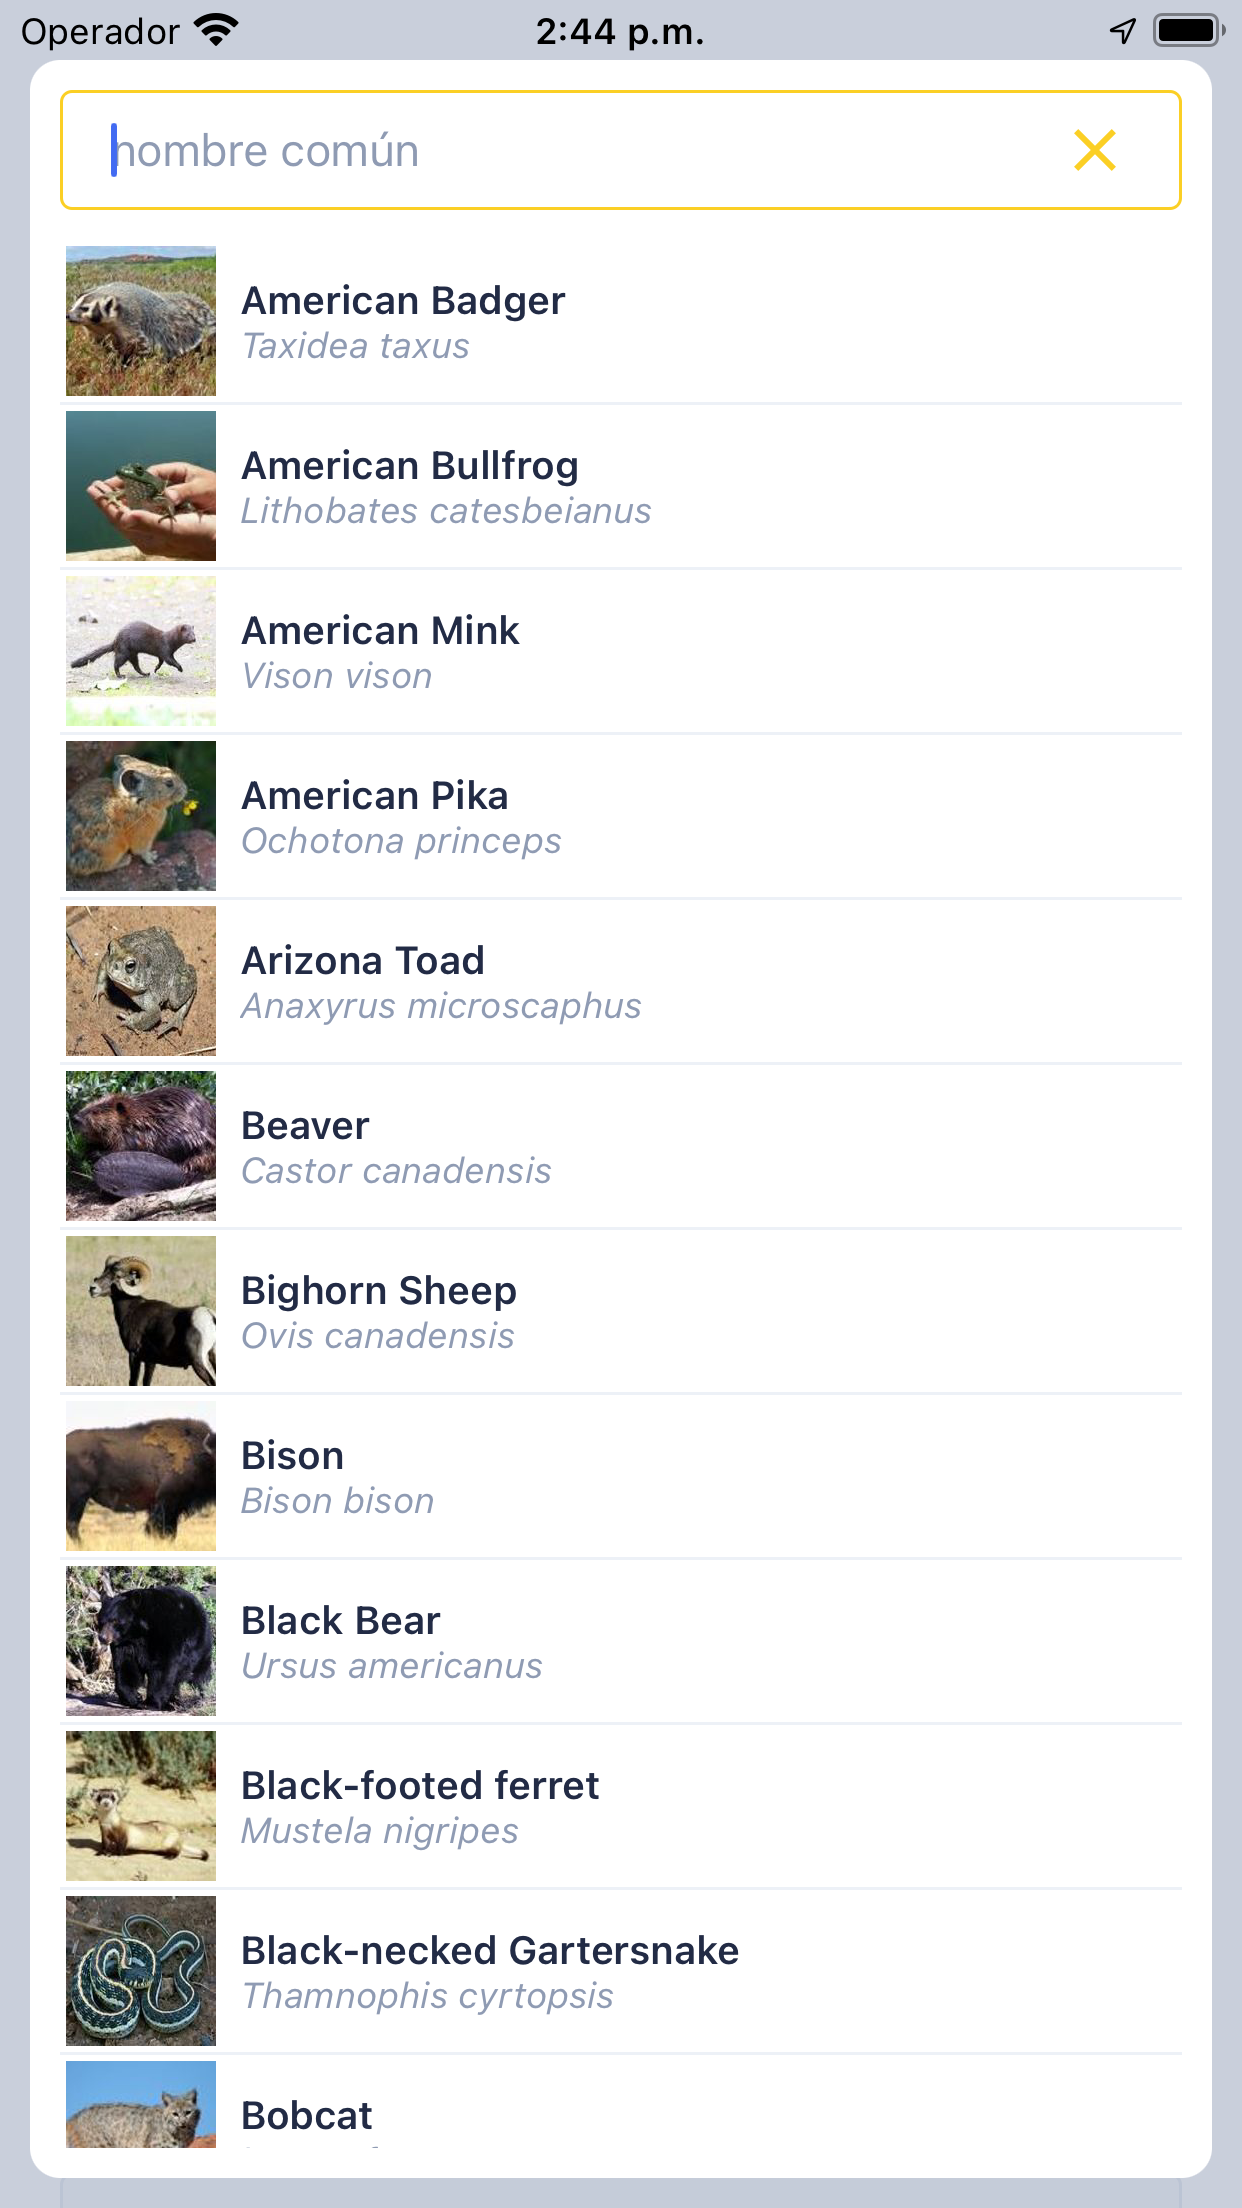 Operador
2:44 p.m.
nombre común
American Badger
Taxidea taxus
American Bullfrog
Lithobates catesbeianus
American Mink
Vison vison
American Pika
Ochotona princeps
Arizona Toad
Anaxyrus microscaphus
Beaver
Castor canadensis
Bighorn Sheep
Ovis canadensis
Bison
Bison bison
Black Bear
Ursus americanus
Black-footed ferret
Mustela nigripes
Black-necked Gartersnake
Thamnophis cyrtopsis
Bobcat